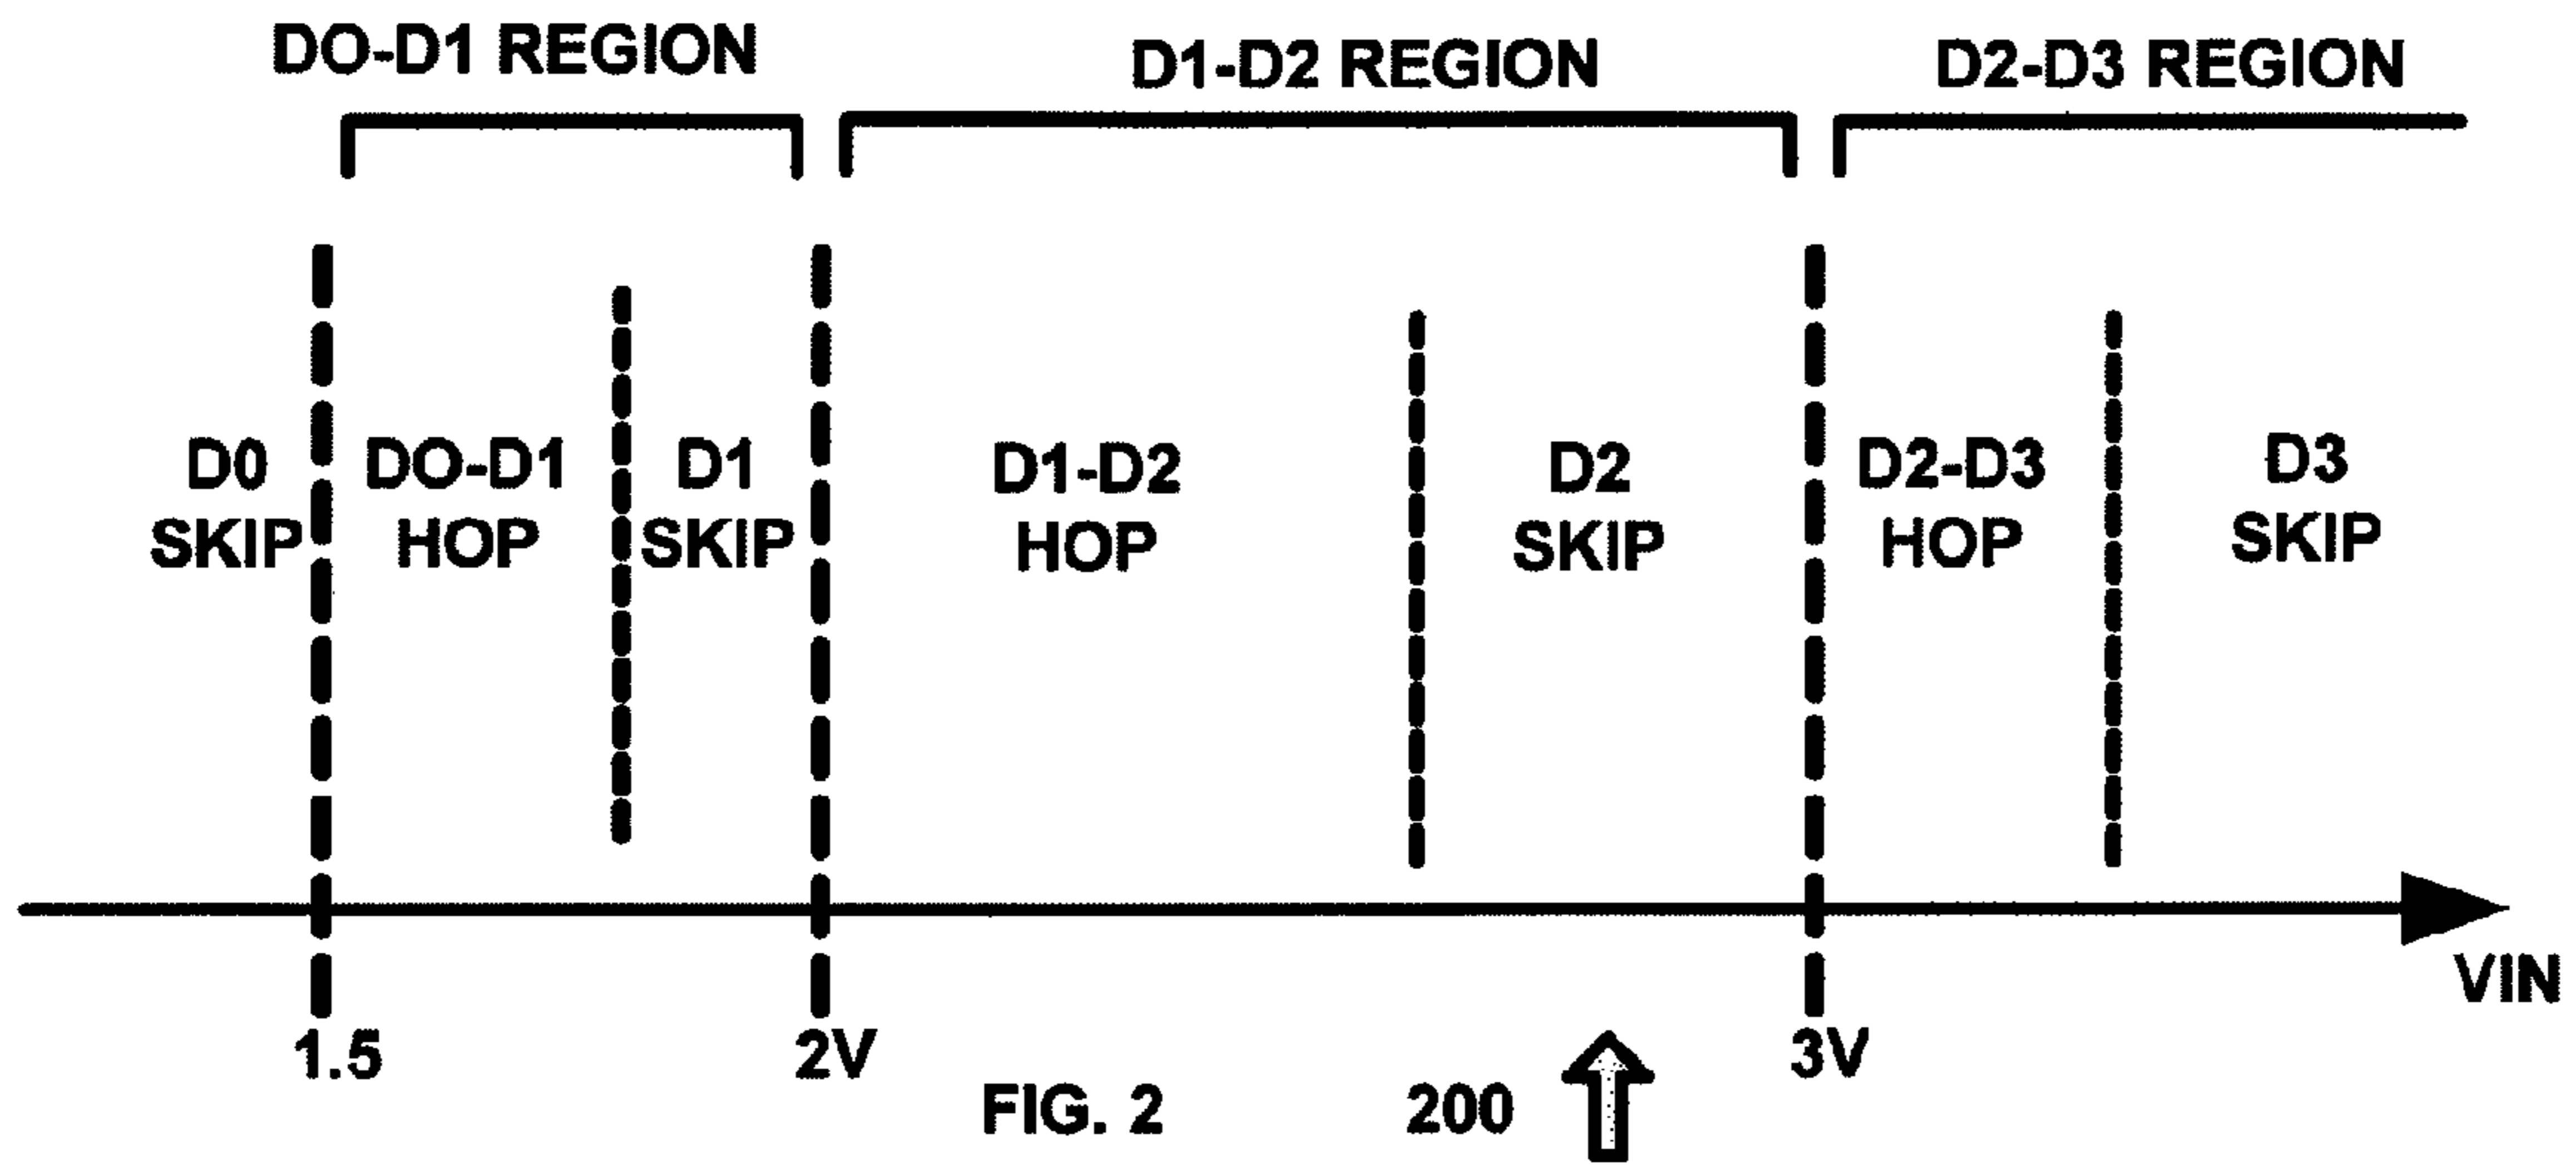 DO-D1 REGION
D1-D2 REGION
D2-D3 REGION
D0
SKIP
DO-D1
HOP
D1
SKIP
D1-D2
HOP
D2
SKIP
D2-D3
HOP
D3
SKIP
VIN
1.5
2V
3V
FIG. 2
200